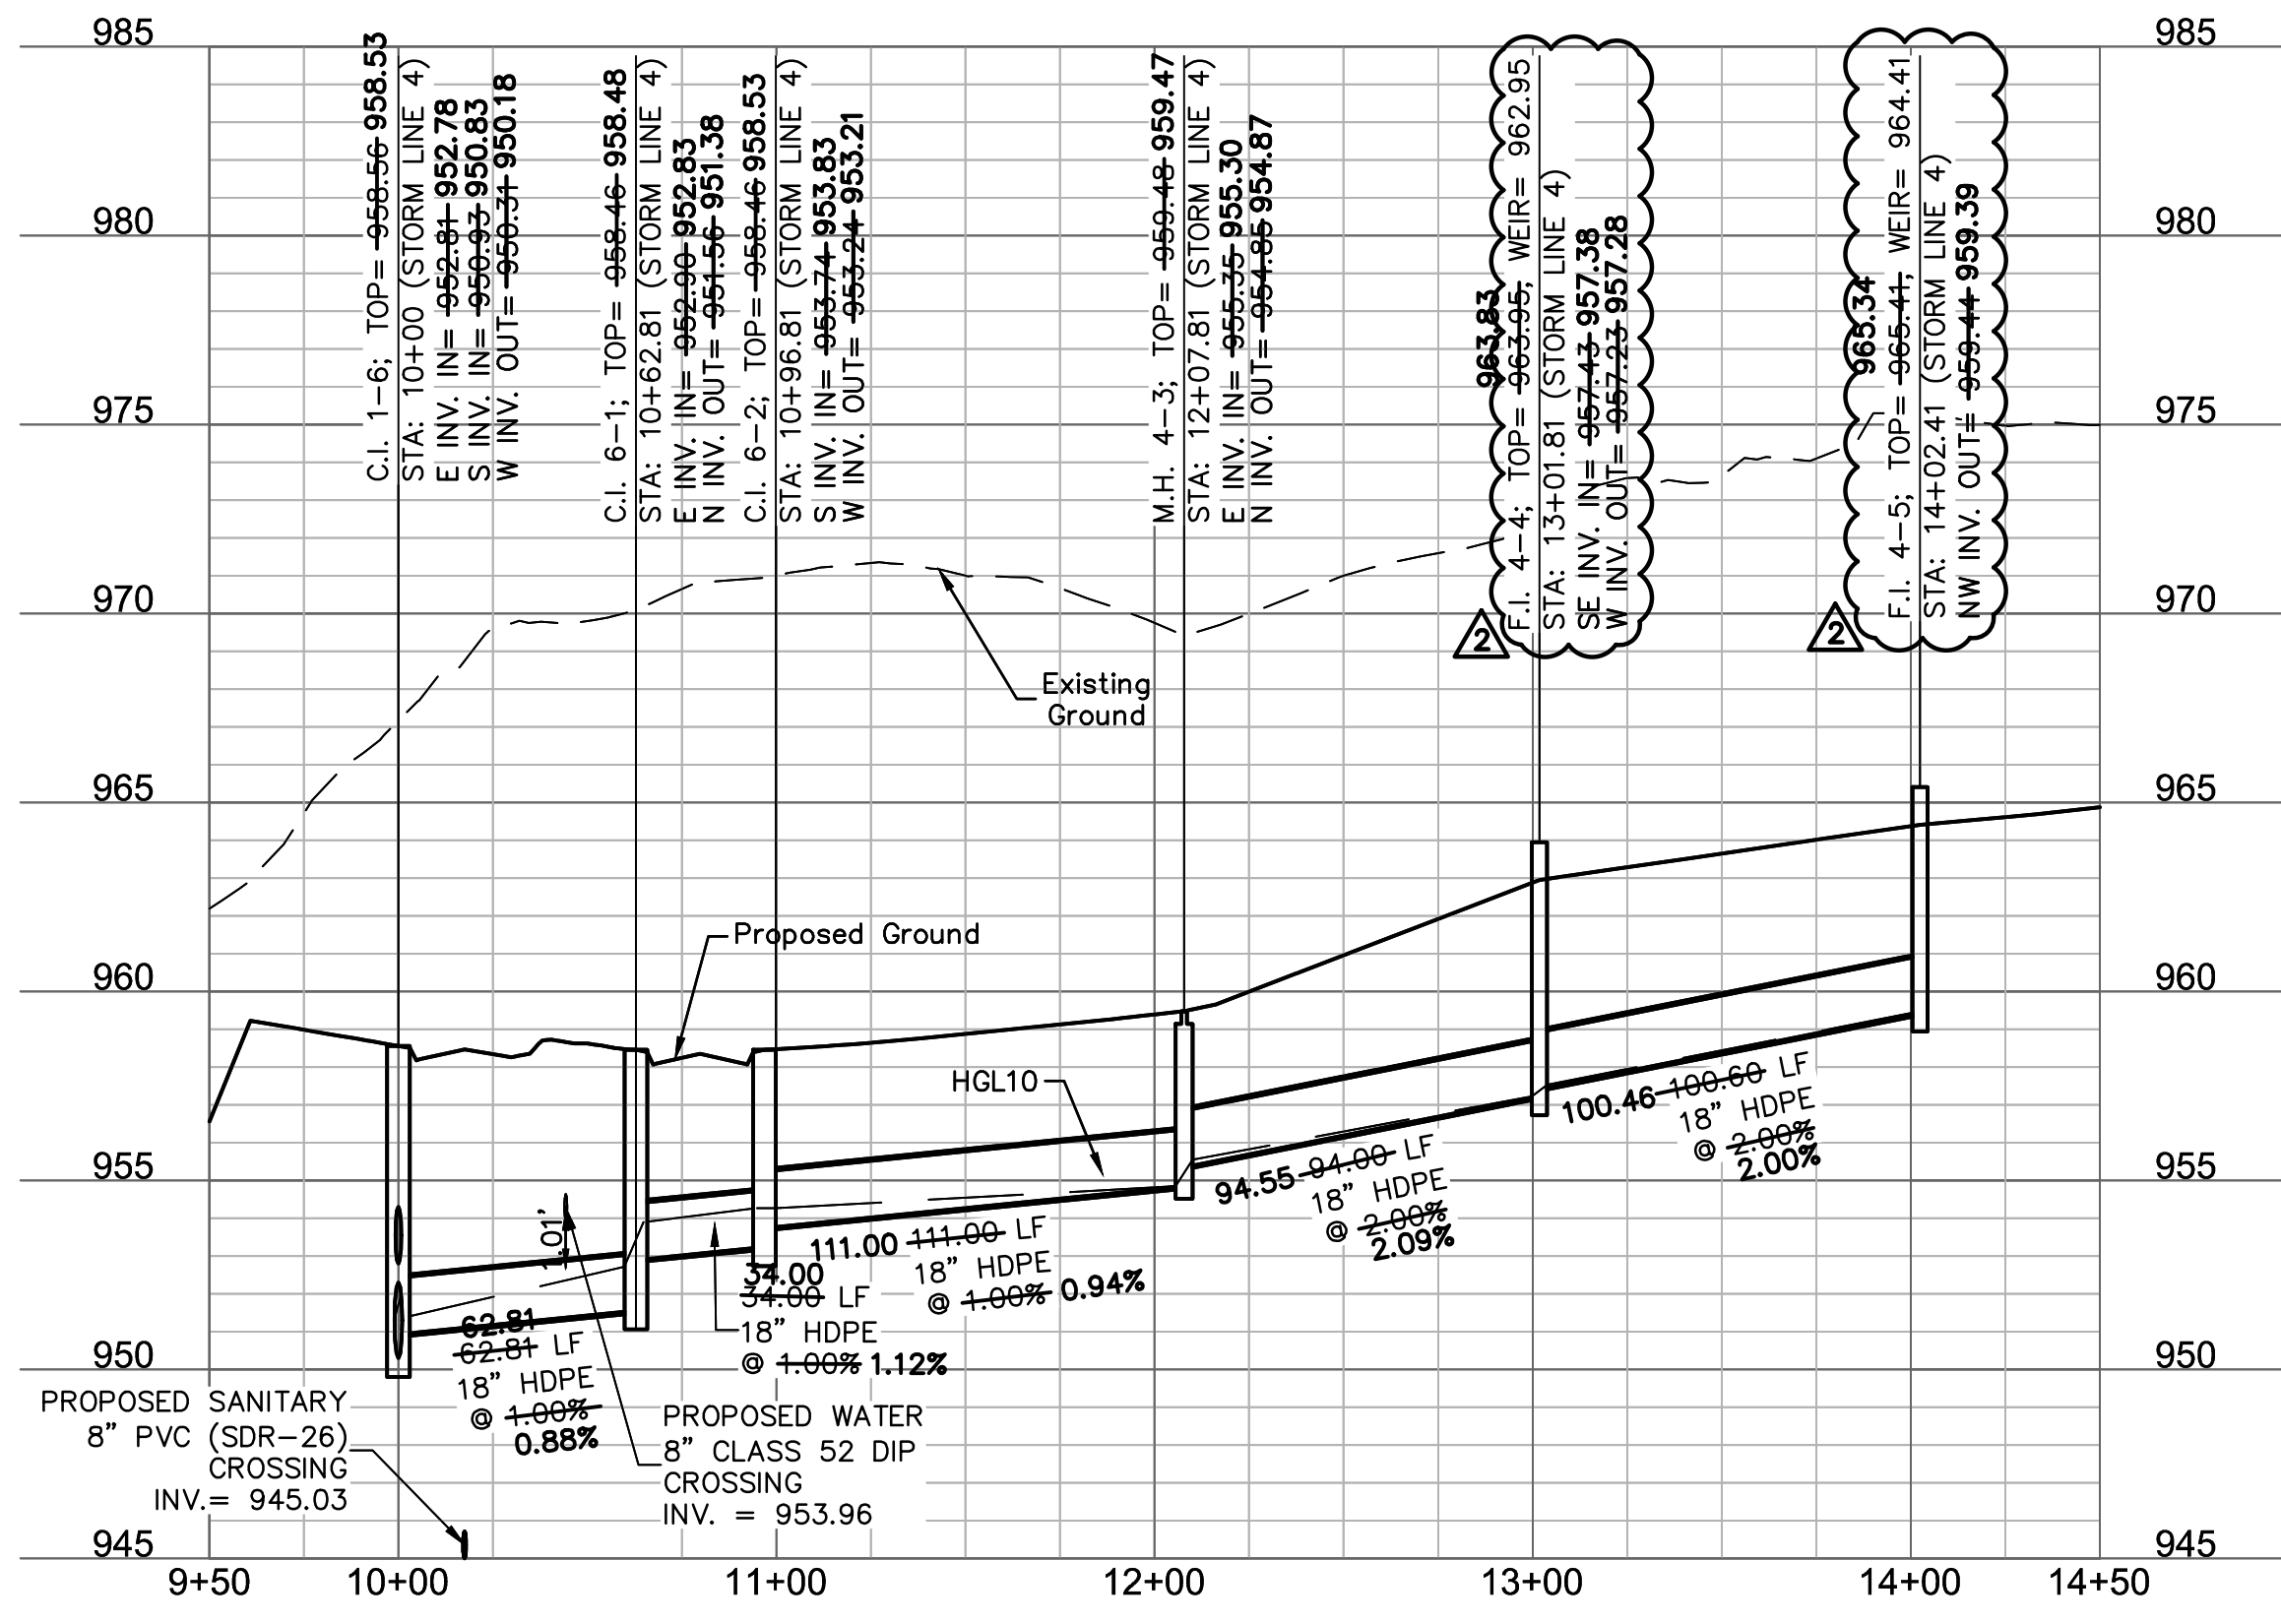 985
980
975
970
965
960
955
950
945
985
980
975
970
965
960
955
950
945
9+50
10+00
11+00
12+00
13+00
14+00
14+50
C.I. 1-6; TOP= 958.56 958.53
STA: 10+00 (STORM LINE 4)
E INV. IN= 952.81 952.78
S INV. IN= 950.93 950.83
W INV. OUT= 950.31 950.18
C.I. 6-1; TOP= 958.46 958.48
STA: 10+62.81 (STORM LINE 4)
E INV. IN= 952.90 952.83
N INV. OUT= 951.56 951.38
C.I. 6-2; TOP= 958.46 958.53
STA: 10+96.81 (STORM LINE 4)
S INV. IN= 953.74 953.83
W INV. OUT= 953.24 953.21
M.H. 4-3; TOP= 959.48 959.47
STA: 12+07.81 (STORM LINE 4)
E INV. IN= 955.35 955.30
N INV. OUT= 954.85 954.87
963.83
F.I. 4-4; TOP= 963.95, WEIR= 962.95
STA: 13+01.81 (STORM LINE 4)
SE INV. IN= 957.43 957.38
W INV. OUT= 957.23 957.28
2
965.34
F.I. 4-5; TOP= 965.41, WEIR= 964.41
STA: 14+02.41 (STORM LINE 4)
NW INV. OUT= 959.44 959.39
2
Existing
Ground
Proposed Ground
HGL10
1.01'
62.81
62.81 LF
18" HDPE
@ 1.00%
0.88%
34.00
34.00 LF
18" HDPE
@ 1.00% 1.12%
111.00 111.00 LF
18" HDPE
@ 1.00% 0.94%
94.55 94.00 LF
18" HDPE
@ 2.00%
2.09%
100.46 100.60 LF
18" HDPE
@ 2.00%
2.00%
PROPOSED SANITARY
8" PVC (SDR-26)
CROSSING
INV.= 945.03
PROPOSED WATER
8" CLASS 52 DIP
CROSSING
INV. = 953.96